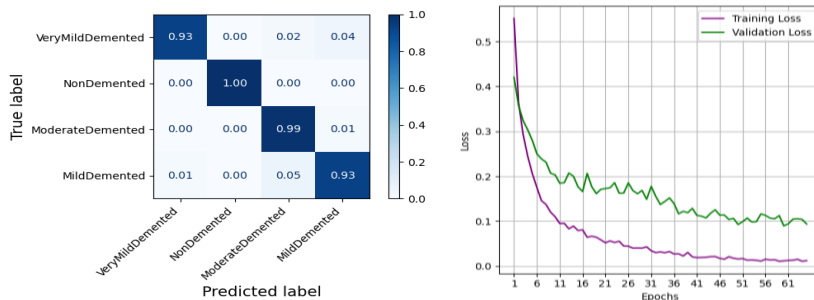 VeryMildDemented
0.93 0.00 0.02 0.04
NonDemented
0.00 1.00 0.00 0.00
ModerateDemented
0.00 0.00 0.99 0.01
MildDemented
0.01 0.00 0.05 0.93
True label
VeryMildDemented
NonDemented
ModerateDemented
MildDemented
Predicted label
1.0
0.8
0.6
0.4
0.2
0.0
Training Loss
Validation Loss
0.5
0.4
0.3
0.2
0.1
0.0
Loss
1 6 11 16 21 26 31 36 41 46 51 56 61
Epochs